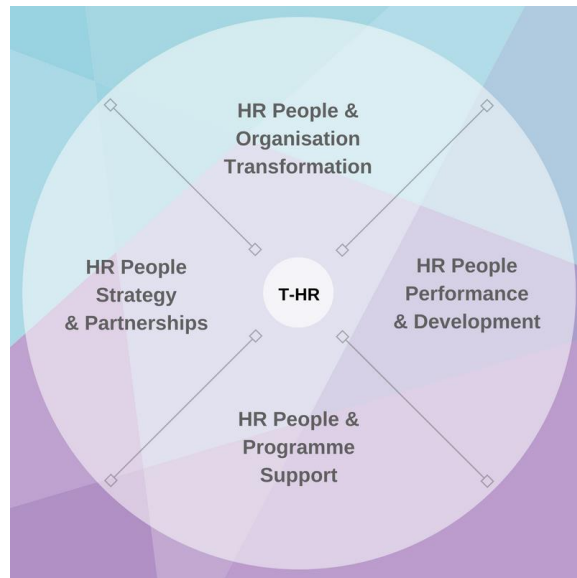 HR People &
Organisation
Transformation
HR People
Strategy
& Partnerships
T-HR
HR People
Performance
& Development
HR People &
Programme
Support